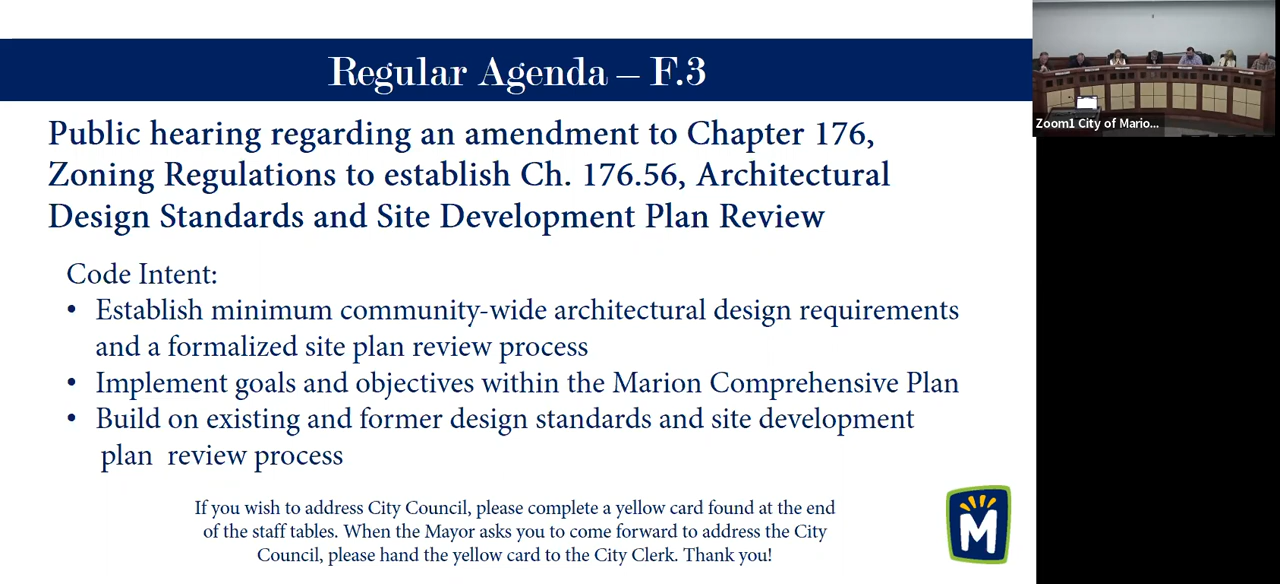 Regular Agenda – F.3
Public hearing regarding an amendment to Chapter 176,
Zoning Regulations to establish Ch. 176.56, Architectural
Design Standards and Site Development Plan Review
Code Intent:
• Establish minimum community-wide architectural design requirements
and a formalized site plan review process
• Implement goals and objectives within the Marion Comprehensive Plan
• Build on existing and former design standards and site development
plan review process
If you wish to address City Council, please complete a yellow card found at the end
of the staff tables. When the Mayor asks you to come forward to address the City
Council, please hand the yellow card to the City Clerk. Thank you!
M
Zoom1 City of Mario...